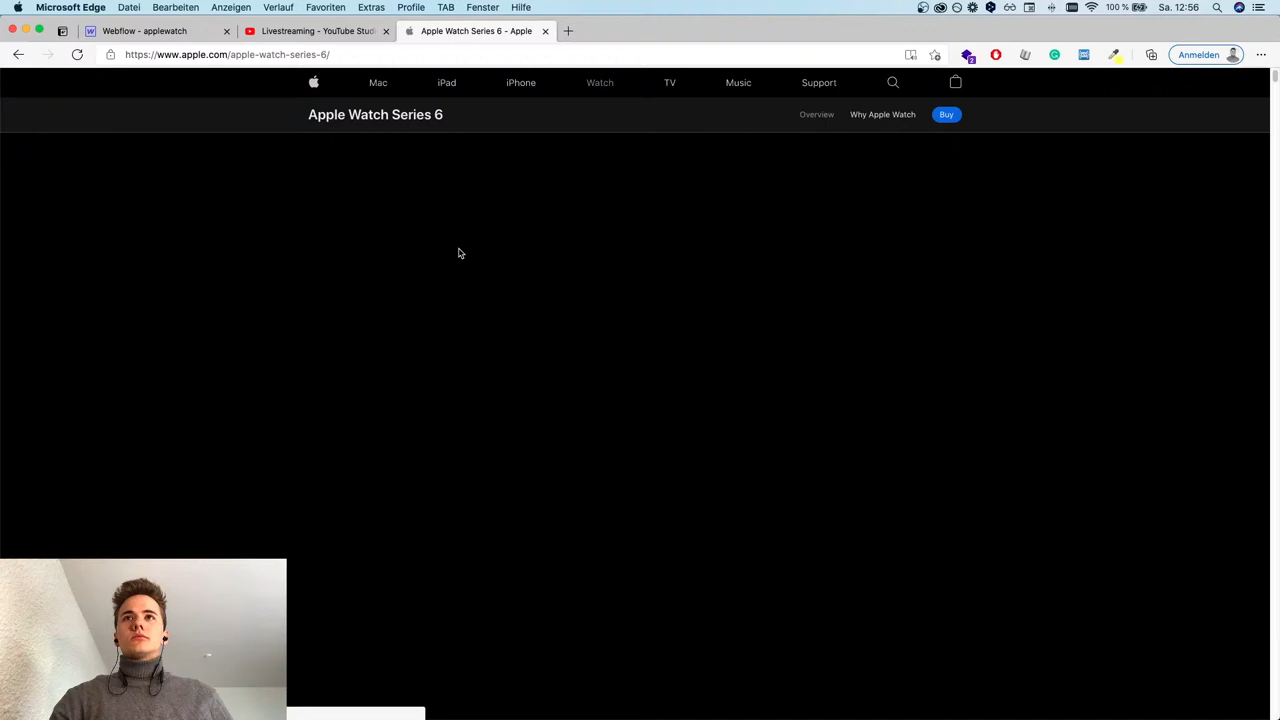 Microsoft Edge Datei Bearbeiten Anzeigen Verlauf Favoriten Extras Profile TAB Fenster Hilfe 100 % Sa. 12:56
Webflow - applewatch Livestreaming - YouTube Studi Apple Watch Series 6 - Apple
https://www.apple.com/apple-watch-series-6/ 2 Anmelden
Mac iPad iPhone Watch TV Music Support
Apple Watch Series 6 Overview Why Apple Watch Buy